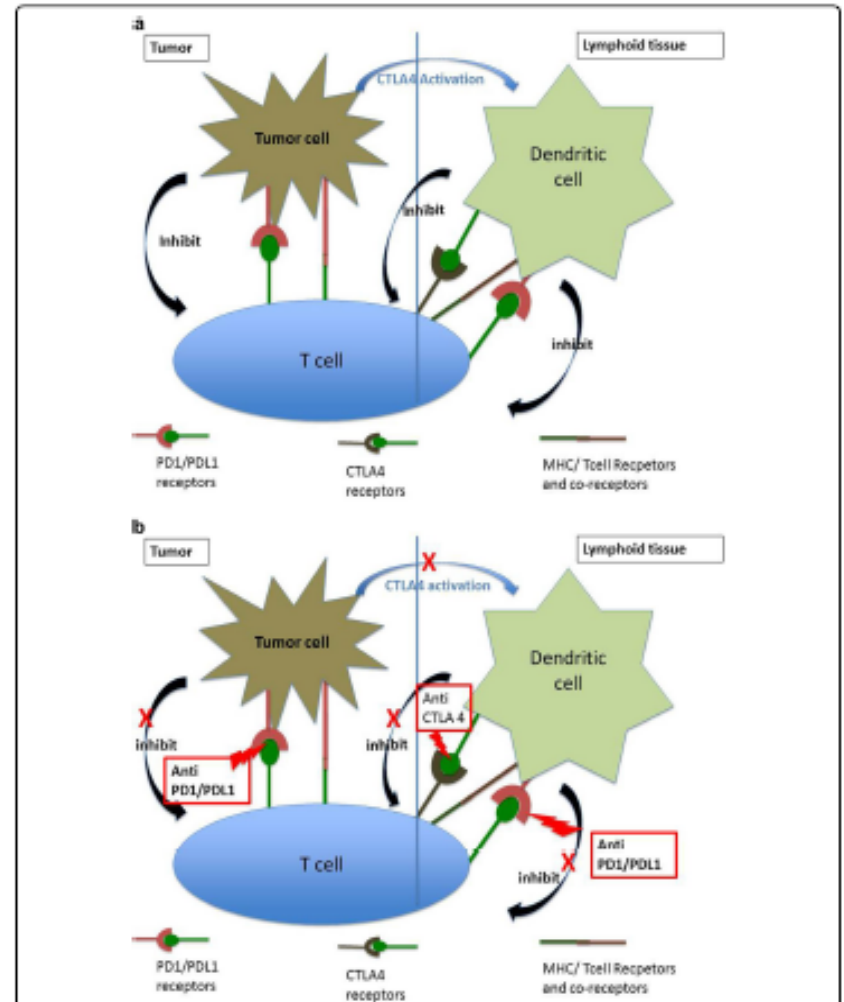 a
Tumor
Lymphoid tissue
CTLA4 Activation
Tumor cell
Dendritic
cell
Inhibit
Inhibit
inhibit
T cell
PD1/PDL1
receptors
CTLA4
receptors
MHC/ Tcell Recpetors
and co-receptors
b
Tumor
Lymphoid tissue
X
CTLA4 activation
Tumor cell
Dendritic
cell
Anti
CTLA 4
X
inhibit
X
inhibit
Anti
PD1/PDL1
T cell
Anti
PD1/PDL1
X
inhibit
PD1/PDL1
receptors
CTLA4
receptors
MHC/ Tcell Recpetors
and co-receptors